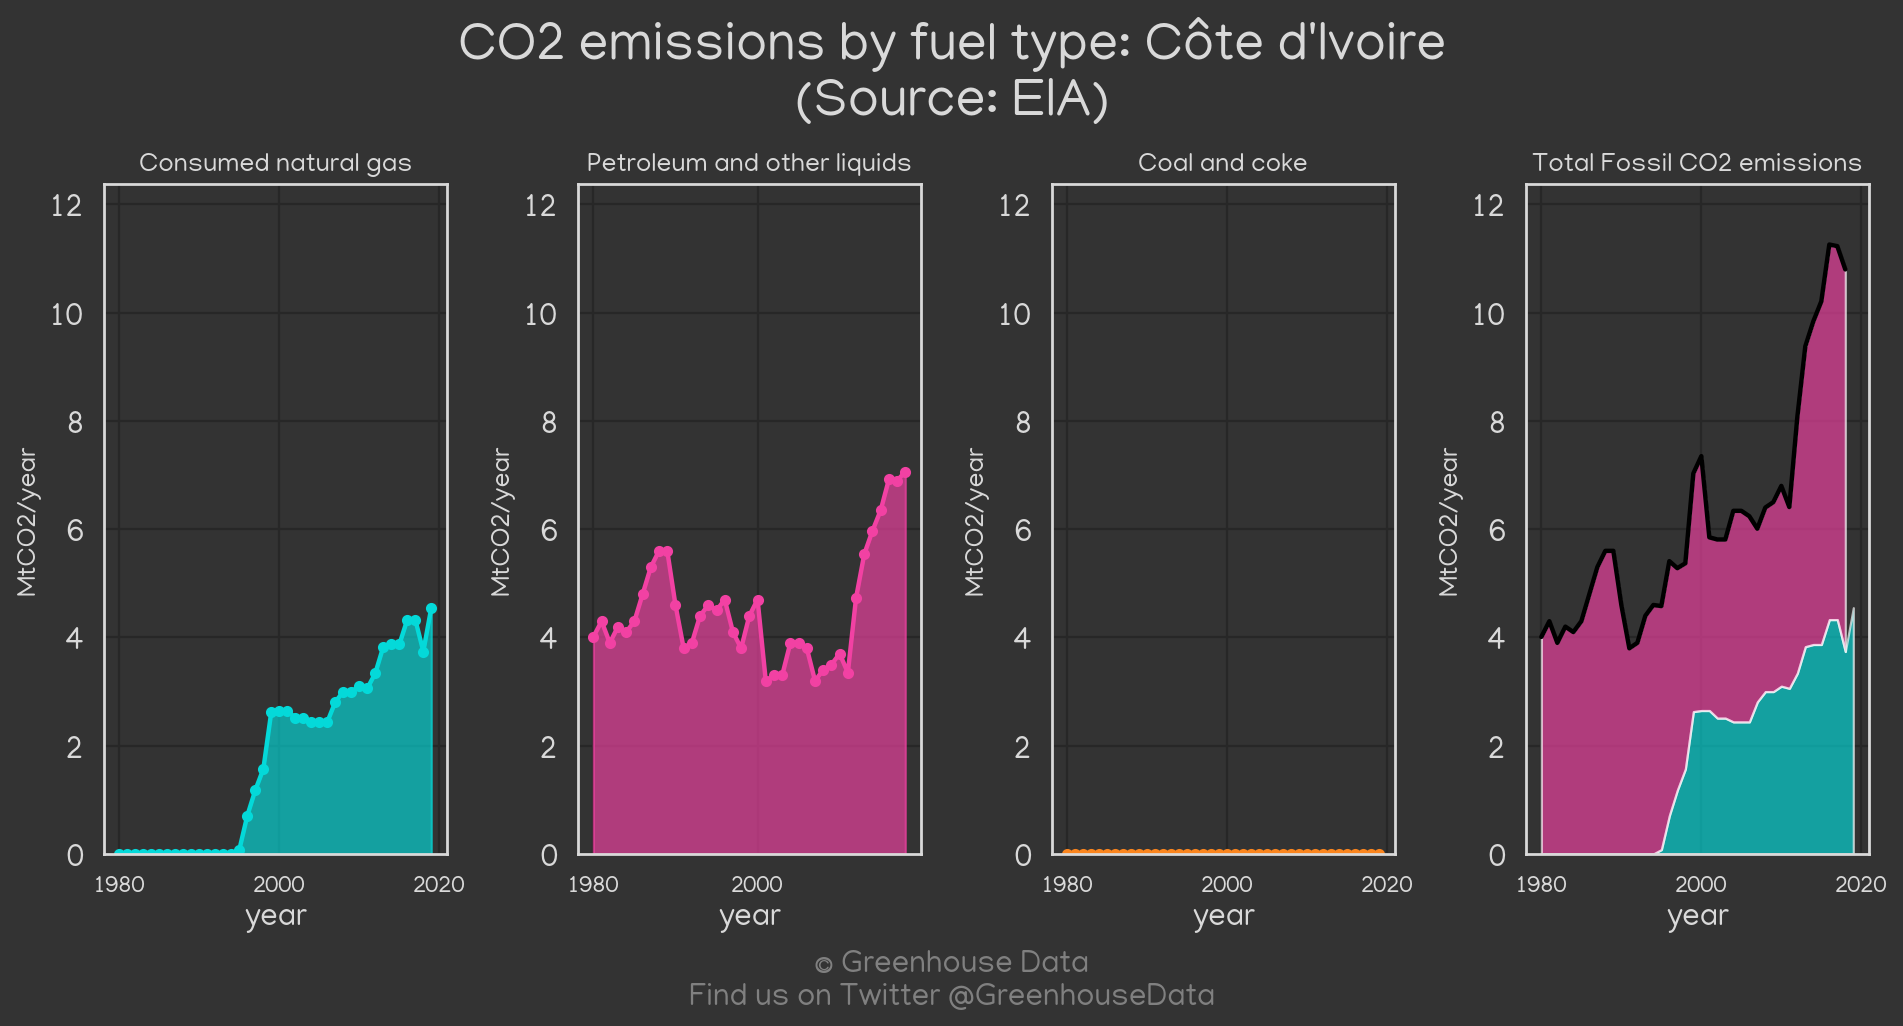 CO2 emissions by fuel type: Côte d'Ivoire
(Source: EIA)
Consumed natural gas
Petroleum and other liquids
Coal and coke
Total Fossil CO2 emissions
MtCO2/year
12
10
8
6
4
2
0
1980
2000
2020
year
MtCO2/year
12
10
8
6
4
2
0
1980
2000
year
MtCO2/year
12
10
8
6
4
2
0
1980
2000
2020
year
MtCO2/year
12
10
8
6
4
2
0
1980
2000
2020
year
© Greenhouse Data
Find us on Twitter @GreenhouseData